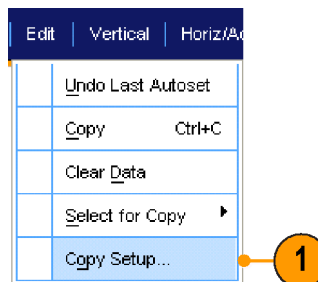 Edit | Vertical | Horiz/Ac
Undo Last Autoset
Copy Ctrl+C
Clear Data
Select for Copy
Copy Setup...
1